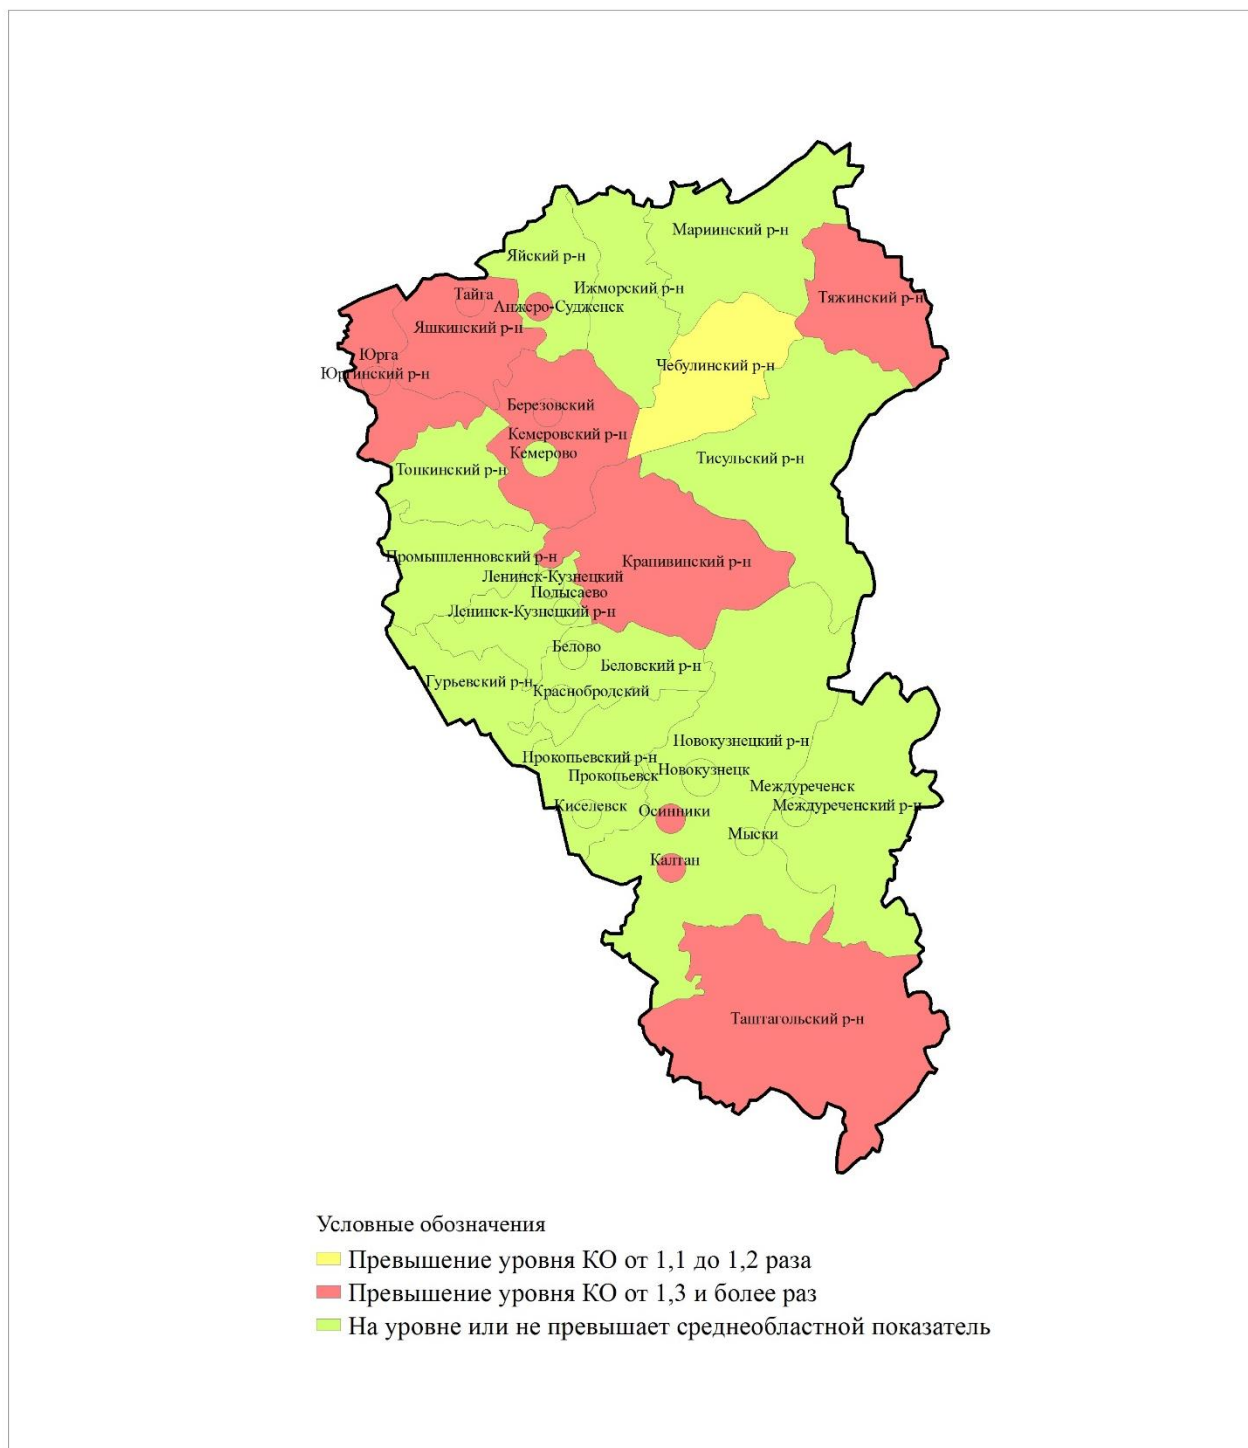 Мариинский р-н
Яйский р-н
Ижморский р-н
Тяжинский р-н
Тайга
Анжеро-Судженск
Яшкинский р-н
Юрга
Юргинский р-н
Чебулинский р-н
Березовский
Кемеровский р-н
Кемерово
Тисульский р-н
Топкинский р-н
Промышленновский р-н
Крапивинский р-н
Ленинск-Кузнецкий
Полысаево
Ленинск-Кузнецкий р-н
Белово
Беловский р-н
Гурьевский р-н
Краснобродский
Новокузнецкий р-н
Прокопьевский р-н
Прокопьевск
Новокузнецк
Междуреченск
Междуреченский р-н
Киселевск
Осинники
Мыски
Калтан
Таштагольский р-н
Условные обозначения
Превышение уровня КО от 1,1 до 1,2 раза
Превышение уровня КО от 1,3 и более раз
На уровне или не превышает среднеобластной показатель